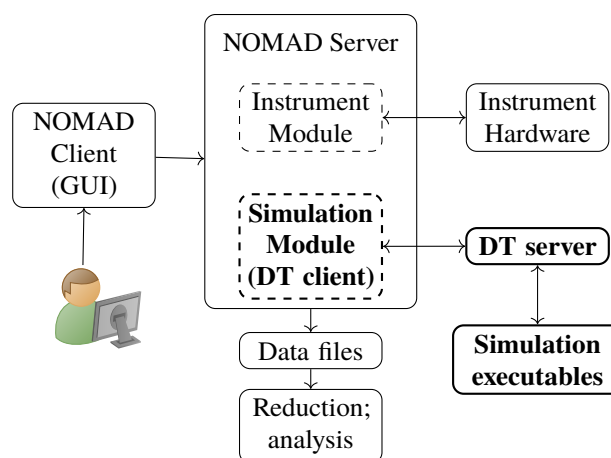 NOMAD Server
NOMAD
Client
(GUI)
Instrument
Module
Instrument
Hardware
Simulation
Module
(DT client)
DT server
Simulation
executables
Data files
Reduction;
analysis